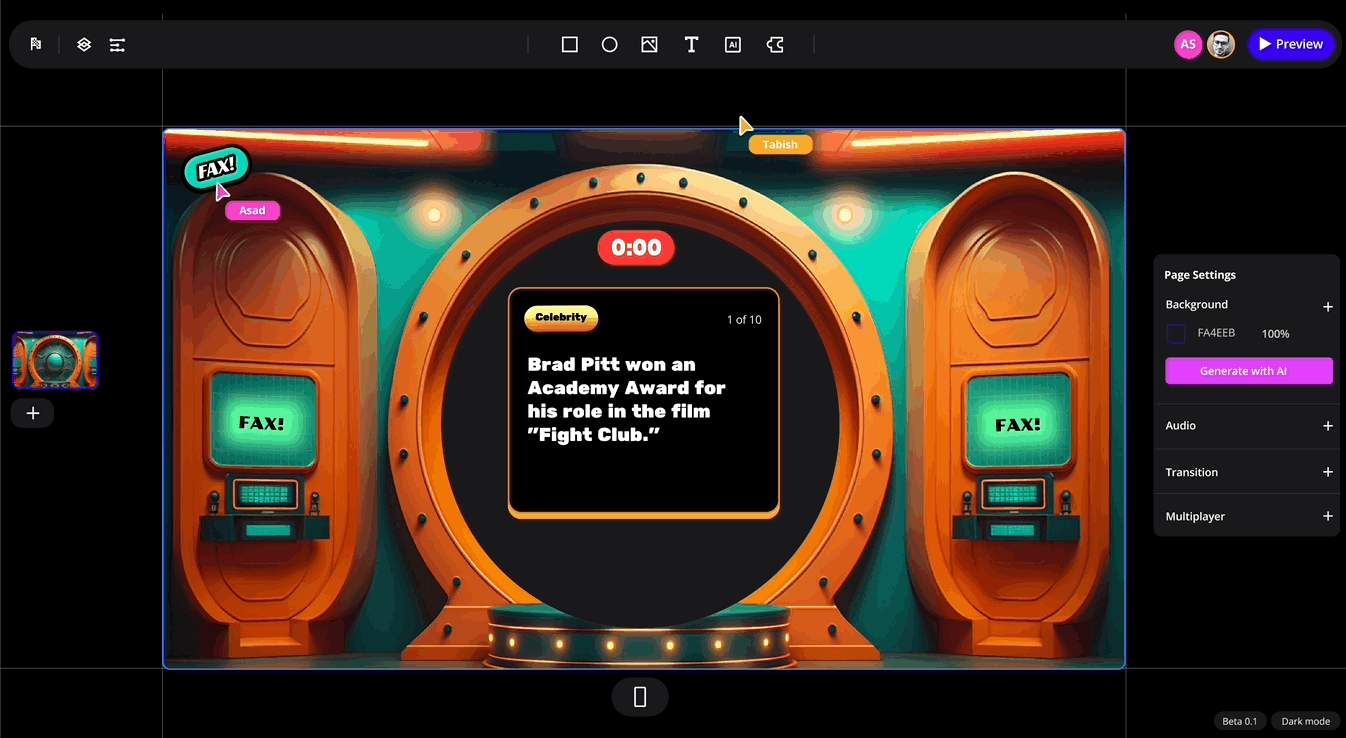 AI
AS
Preview
Tabish
FAX!
Asad
0:00
Celebrity
1 of 10
Brad Pitt won an
Academy Award for
his role in the film
"Fight Club."
FAX!
FAX!
Page Settings
Background
FA4EEB
100%
Generate with AI
Audio
Transition
Multiplayer
Beta 0.1
Dark mode